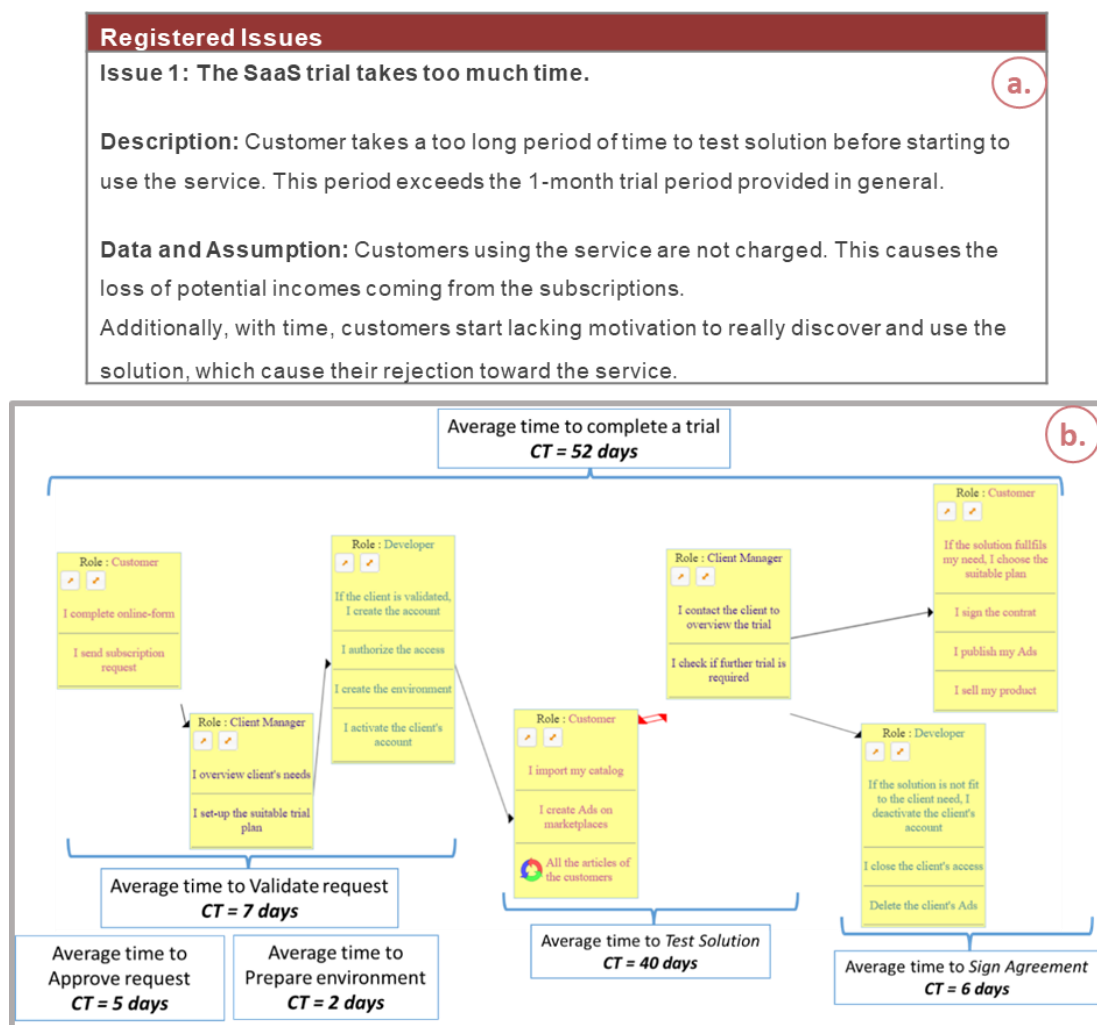 Registered Issues
Issue 1: The SaaS trial takes too much time.
a.
Description: Customer takes a too long period of time to test solution before starting to
use the service. This period exceeds the 1-month trial period provided in general.
Data and Assumption: Customers using the service are not charged. This causes the
loss of potential incomes coming from the subscriptions.
Additionally, with time, customers start lacking motivation to really discover and use the
solution, which cause their rejection toward the service.
b.
Average time to complete a trial
CT = 52 days
Role : Customer
I complete online-form
I send subscription
request
Role : Client Manager
I overview client's needs
I set-up the suitable trial
plan
Role : Developer
If the client is validated,
I create the account
I authorize the access
I create the environment
I activate the client's
account
Role : Customer
I import my catalog
I create Ads on
marketplaces
All the articles of
the customers
Role : Client Manager
I contact the client to
overview the trial
I check if further trial is
required
Role : Customer
If the solution fullfils
my need, I choose the
suitable plan
I sign the contrat
I publish my Ads
I sell my product
Role : Developer
If the solution is not fit
to the client need, I
deactivate the client's
account
I close the client's access
Delete the client's Ads
Average time to Validate request
CT = 7 days
Average time to
Approve request
CT = 5 days
Average time to
Prepare environment
CT = 2 days
Average time to Test Solution
CT = 40 days
Average time to Sign Agreement
CT = 6 days